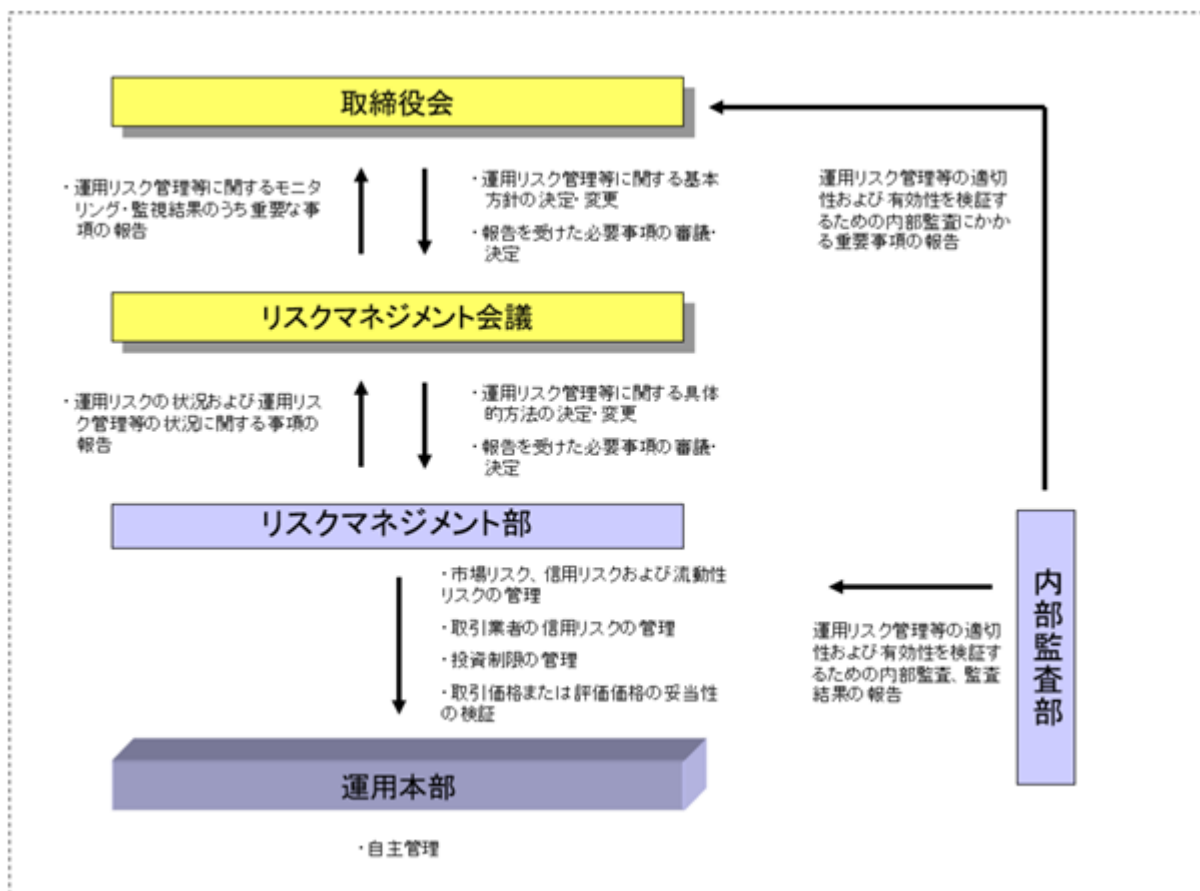 取締役会
・運用リスク管理等に関するモニ
タリング・監視結果のうち重要な事
項の報告
・運用リスク管理等に関する基本
方針の決定・変更
・報告を受けた必要事項の審議・
決定
運用リスク管理等の適切
性および有効性を検証す
るための内部監査にかか
る重要事項の報告
リスクマネジメント会議
・運用リスクの状況および運用リス
ク管理等の状況に関する事項の
報告
・運用リスク管理等に関する具体
的方法の決定・変更
・報告を受けた必要事項の審議・
決定
リスクマネジメント部
・市場リスク、信用リスクおよび流動性
リスクの管理
・取引業者の信用リスクの管理
・投資制限の管理
・取引価格または評価価格の妥当性
の検証
運用リスク管理等の適切
性および有効性を検証す
るための内部監査、監査
結果の報告
内部監査部
運用本部
・自主管理